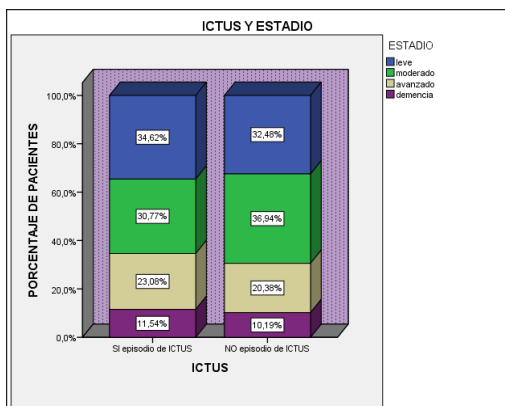 ICTUS Y ESTADIO
ESTADIO
leve
moderado
avanzado
demencia
PORCENTAJE DE PACIENTES
100,0%
80,0%
60,0%
40,0%
20,0%
0,0%
34,62%
32,48%
30,77%
36,94%
23,08%
20,38%
11,54%
10,19%
SI episodio de ICTUS
NO episodio de ICTUS
ICTUS